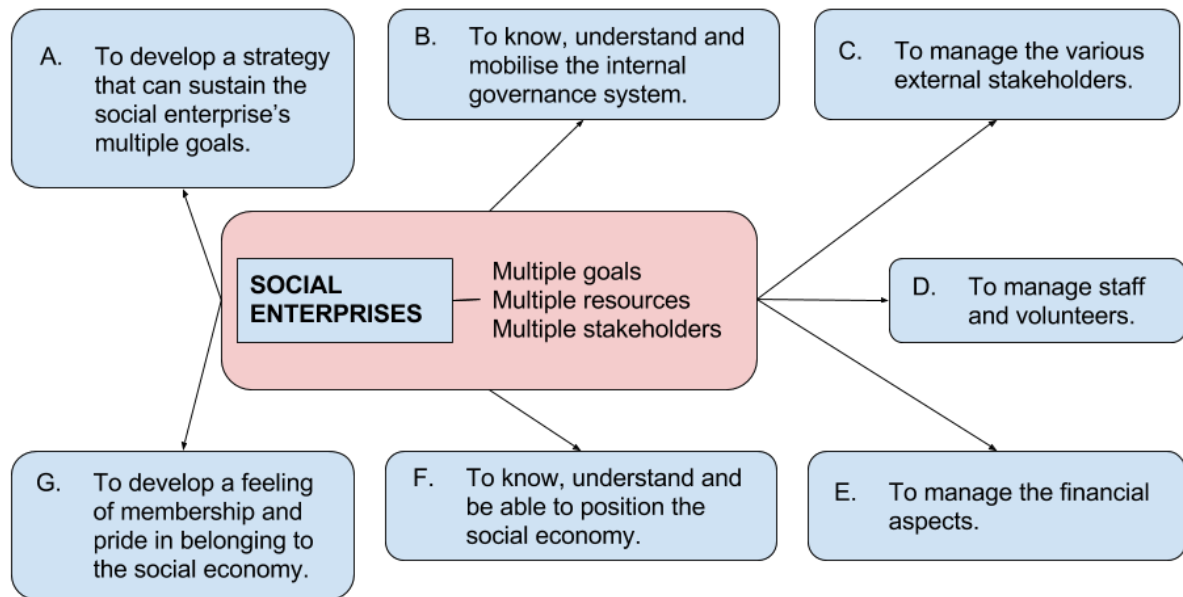 A. To develop a strategy
that can sustain the
social enterprise’s
multiple goals.
B. To know, understand and
mobilise the internal
governance system.
C. To manage the various
external stakeholders.
SOCIAL
ENTERPRISES
Multiple goals
Multiple resources
Multiple stakeholders
D. To manage staff
and volunteers.
G. To develop a feeling
of membership and
pride in belonging to
the social economy.
F. To know, understand and
be able to position the
social economy.
E. To manage the financial
aspects.